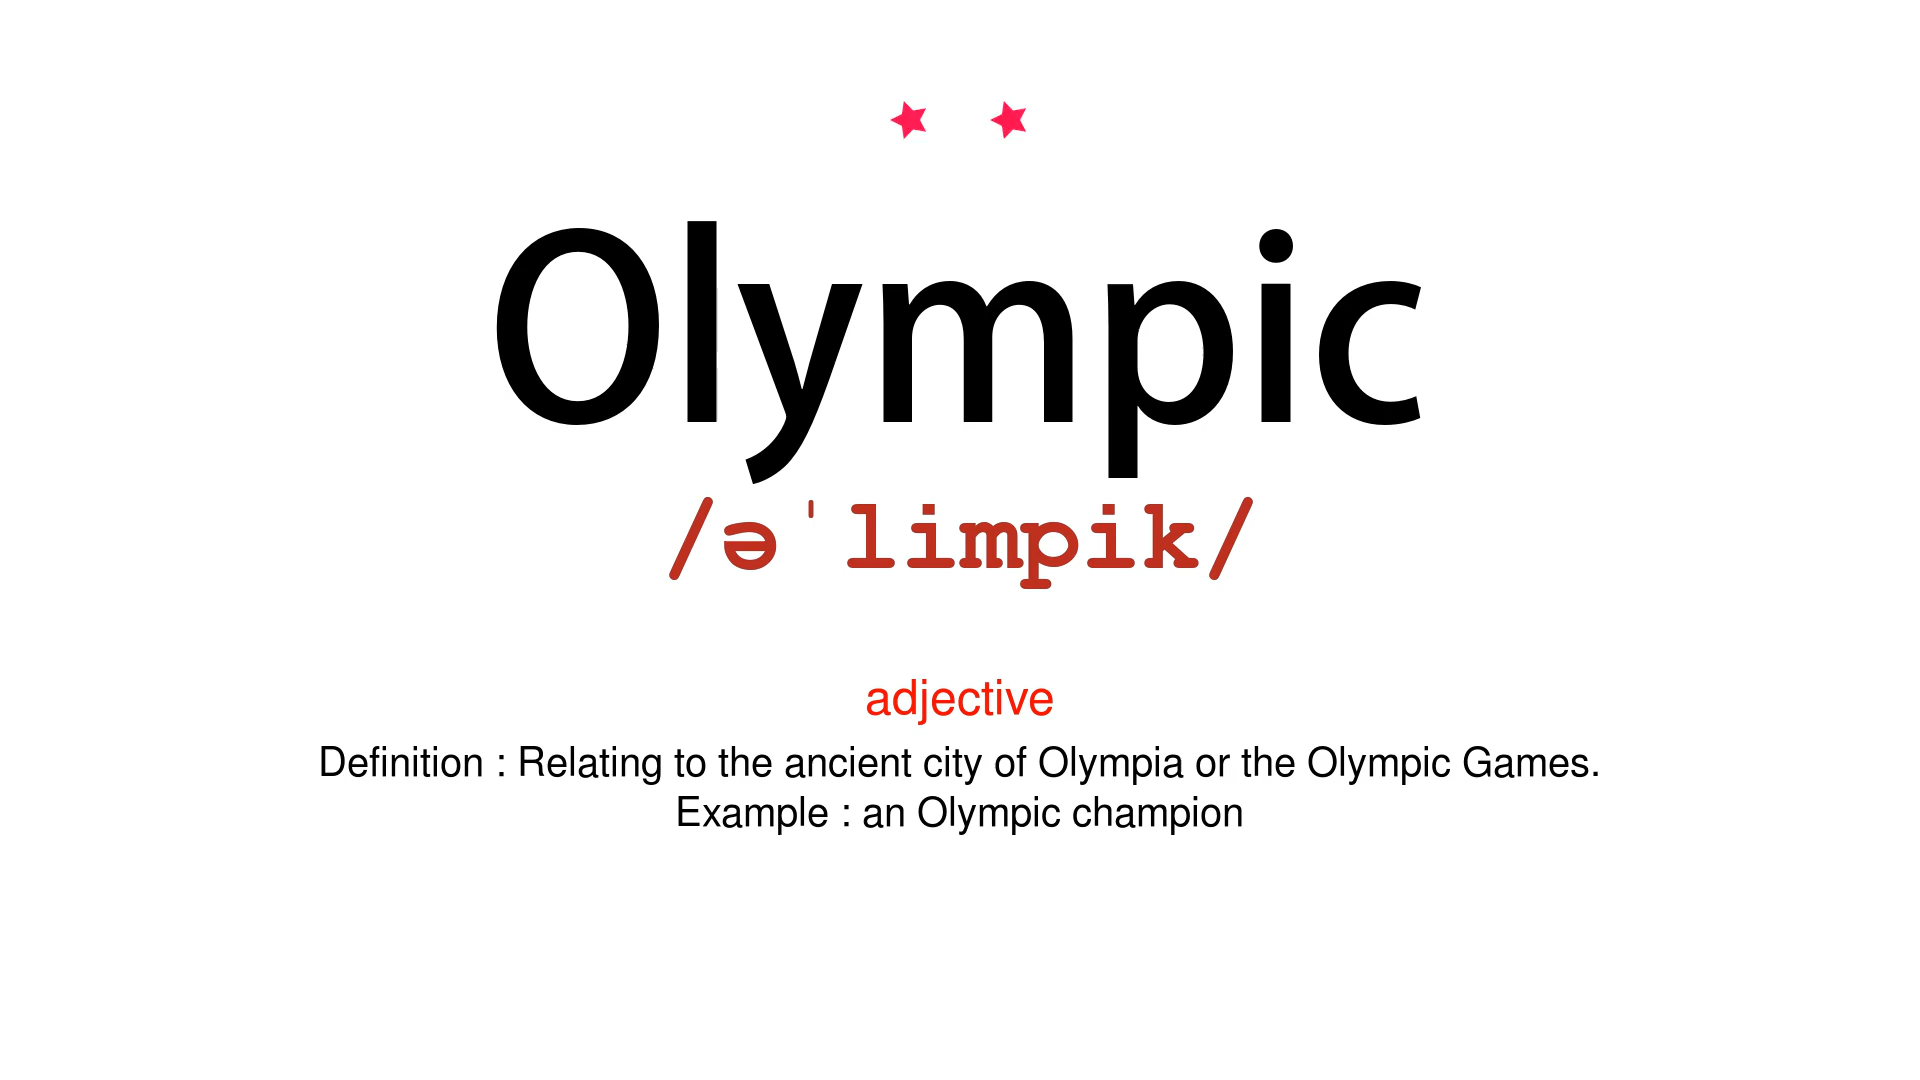 Olympic
/əˈlimpik/
adjective
Definition : Relating to the ancient city of Olympia or the Olympic Games.
Example : an Olympic champion